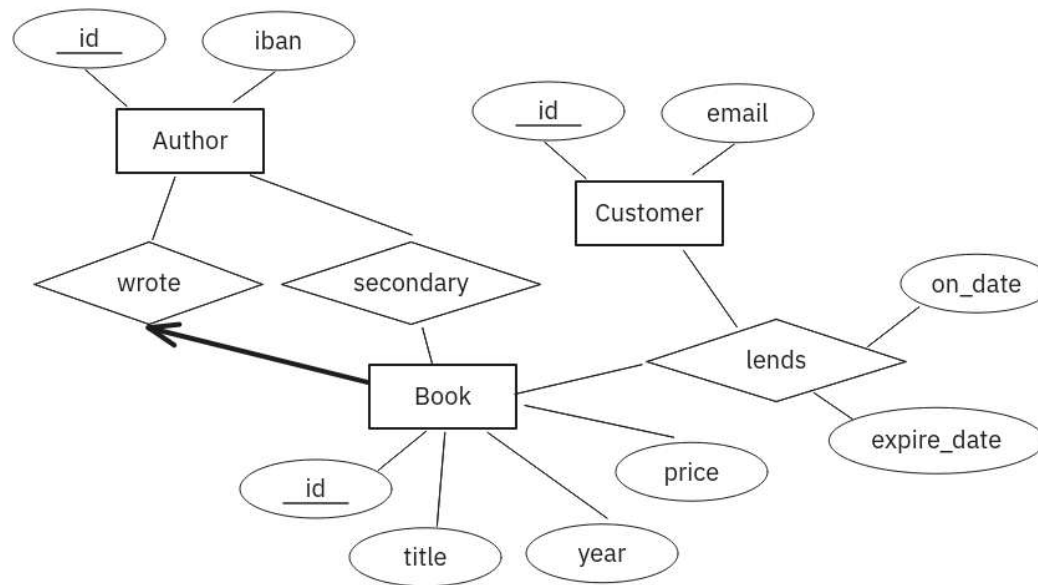 id
iban
Author
id
email
Customer
wrote
secondary
on_date
lends
Book
expire_date
price
id
title
year